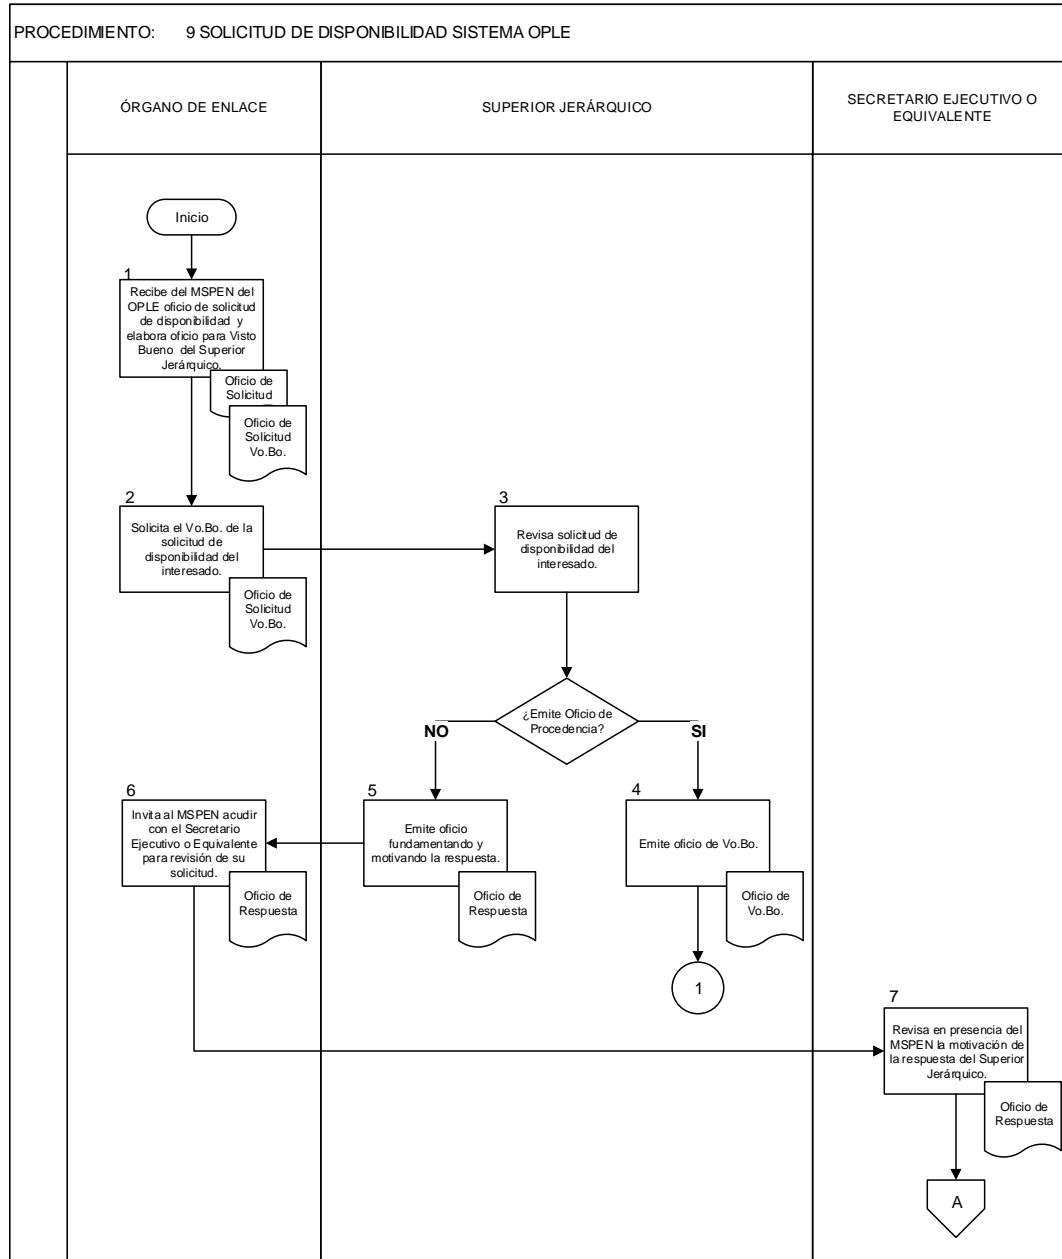 PROCEDIMIENTO: 9 SOLICITUD DE DISPONIBILIDAD SISTEMA OPLE
ÓRGANO DE ENLACE
SUPERIOR JERÁRQUICO
SECRETARIO EJECUTIVO O
EQUIVALENTE
Inicio
1
Recibe del MSPEN del
OPLE oficio de solicitud
de disponibilidad y
elabora oficio para Visto
Bueno del Superior
Jerárquico.
Oficio de
Solicitud
Oficio de
Solicitud
Vo.Bo.
2
Solicita el Vo.Bo. de la
solicitud de
disponibilidad del
interesado.
Oficio de
Solicitud
Vo.Bo.
3
Revisa solicitud de
disponibilidad del
interesado.
¿Emite Oficio de
Procedencia?
NO
SI
6
Invita al MSPEN acudir
con el Secretario
Ejecutivo o Equivalente
para revisión de su
solicitud.
Oficio de
Respuesta
5
Emite oficio
fundamentando y
motivando la respuesta.
Oficio de
Respuesta
4
Emite oficio de Vo.Bo.
Oficio de
Vo.Bo.
1
7
Revisa en presencia del
MSPEN la motivación de
la respuesta del Superior
Jerárquico.
Oficio de
Respuesta
A